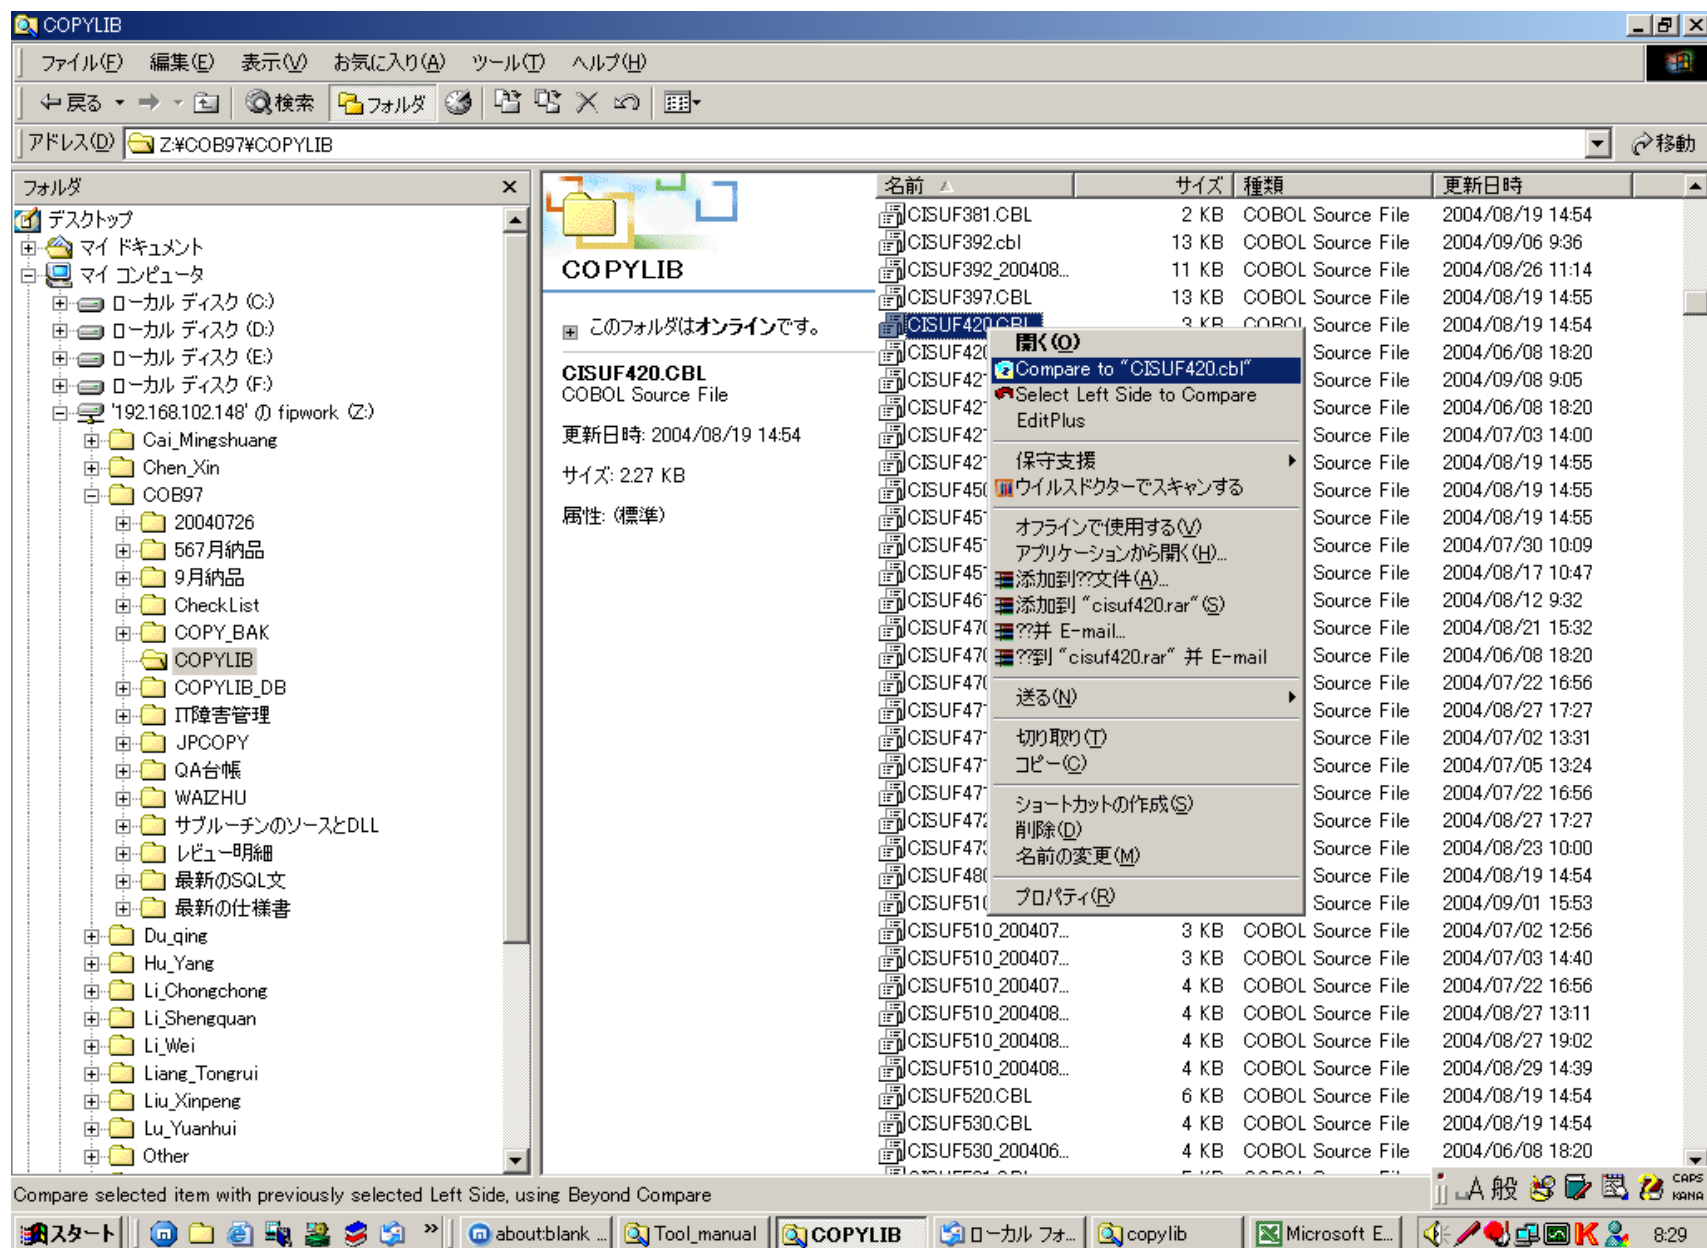 COPYLIB
ファイル(F) 編集(E) 表示(V) お気に入り(A) ツール(T) ヘルプ(H)
戻る 検索 フォルダ
アドレス(D) Z:¥COB97¥COPYLIB 移動
フォルダ
デスクトップ
マイ ドキュメント
マイ コンピュータ
ローカル ディスク (C:)
ローカル ディスク (D:)
ローカル ディスク (E:)
ローカル ディスク (F:)
'192.168.102.148' の fipwork (Z:)
Cai_Mingshuang
Chen_Xin
COB97
20040726
567月納品
9月納品
CheckList
COPY_BAK
COPYLIB
COPYLIB_DB
IT障害管理
JPCOPY
QA台帳
WAIZHU
サブルーチンのソースとDLL
レビュー明細
最新のSQL文
最新の仕様書
Du_qing
Hu_Yang
Li_Chongchong
Li_Shengquan
Li_Wei
Liang_Tongrui
Liu_Xinpeng
Lu_Yuanhui
Other
COPYLIB
このフォルダはオンラインです。
CISUF420.CBL
COBOL Source File
更新日時: 2004/08/19 14:54
サイズ: 2.27 KB
属性: (標準)
名前 サイズ 種類 更新日時
CISUF381.CBL 2 KB COBOL Source File 2004/08/19 14:54
CISUF392.cbl 13 KB COBOL Source File 2004/09/06 9:36
CISUF392_200408... 11 KB COBOL Source File 2004/08/26 11:14
CISUF397.CBL 13 KB COBOL Source File 2004/08/19 14:55
CISUF420.CBL 3 KB COBOL Source File 2004/08/19 14:54
CISUF420 Source File 2004/06/08 18:20
CISUF42 Source File 2004/09/08 9:05
CISUF42 Source File 2004/06/08 18:20
CISUF42 Source File 2004/07/03 14:00
CISUF42 Source File 2004/08/19 14:55
CISUF450 Source File 2004/08/19 14:55
CISUF45 Source File 2004/08/19 14:55
CISUF45 Source File 2004/07/30 10:09
CISUF45 Source File 2004/08/17 10:47
CISUF46 Source File 2004/08/12 9:32
CISUF470 Source File 2004/08/21 15:32
CISUF470 Source File 2004/06/08 18:20
CISUF470 Source File 2004/07/22 16:56
CISUF47 Source File 2004/08/27 17:27
CISUF47 Source File 2004/07/02 13:31
CISUF47 Source File 2004/07/05 13:24
CISUF47 Source File 2004/07/22 16:56
CISUF472 Source File 2004/08/27 17:27
CISUF473 Source File 2004/08/23 10:00
CISUF480 Source File 2004/08/19 14:54
CISUF510 Source File 2004/09/01 15:53
CISUF510_200407... 3 KB COBOL Source File 2004/07/02 12:56
CISUF510_200407... 3 KB COBOL Source File 2004/07/03 14:40
CISUF510_200407... 4 KB COBOL Source File 2004/07/22 16:56
CISUF510_200408... 4 KB COBOL Source File 2004/08/27 13:11
CISUF510_200408... 4 KB COBOL Source File 2004/08/27 19:02
CISUF510_200408... 4 KB COBOL Source File 2004/08/29 14:39
CISUF520.CBL 6 KB COBOL Source File 2004/08/19 14:54
CISUF530.CBL 4 KB COBOL Source File 2004/08/19 14:54
CISUF530_200406... 4 KB COBOL Source File 2004/06/08 18:20
開く(O)
Compare to "CISUF420.cbl"
Select Left Side to Compare
EditPlus
保守支援
ウイルスドクターでスキャンする
オフラインで使用する(V)
アプリケーションから開く(H)...
添加到??文件(A)...
添加到 "cisuf420.rar"(S)
??并 E-mail...
??到 "cisuf420.rar" 并 E-mail
送る(N)
切り取り(T)
コピー(C)
ショートカットの作成(S)
削除(D)
名前の変更(M)
プロパティ(R)
Compare selected item with previously selected Left Side, using Beyond Compare
A 般 CAPS
KANA
スタート » about:blank ... Tool_manual COPYLIB ローカル フォ... copylib Microsoft E... 8:29